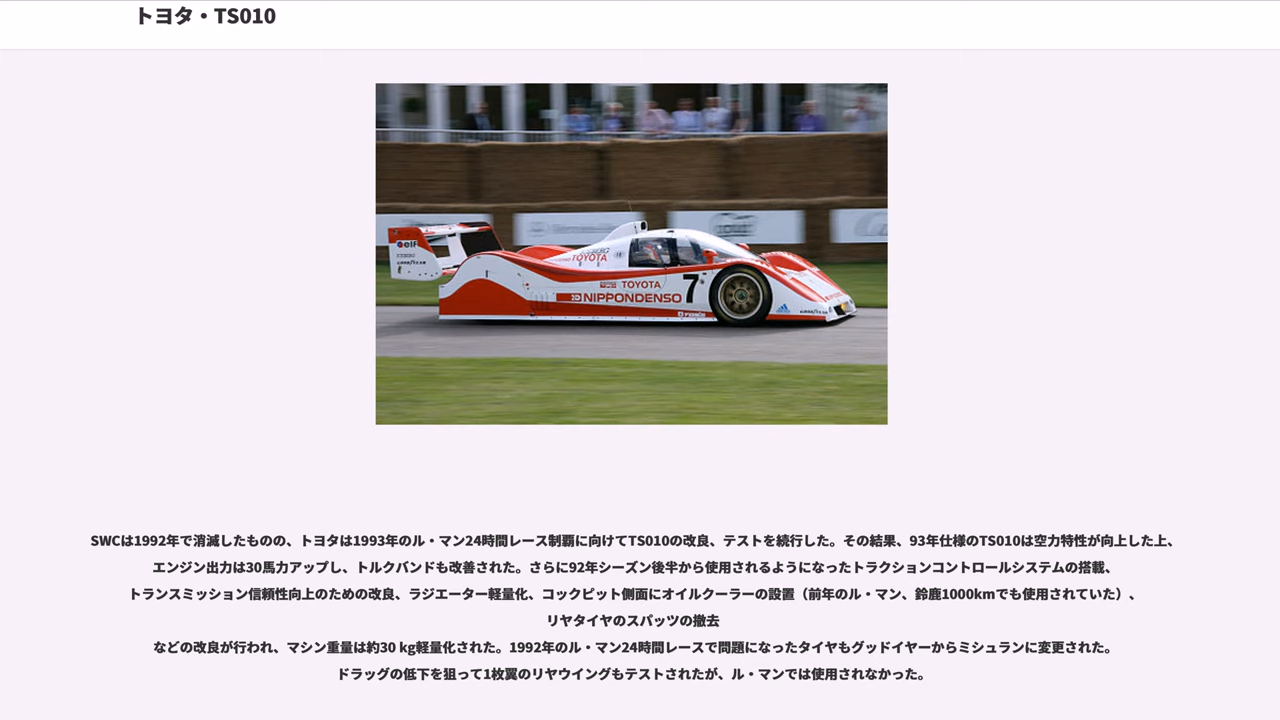 トヨタ・TS010
elf
TOYOTA
TOYOTA
NIPPONDENSO
7
SWCは1992年で消滅したものの、トヨタは1993年のル・マン24時間レース制覇に向けてTS010の改良、テストを続行した。その結果、93年仕様のTS010は空力特性が向上した上、
エンジン出力は30馬力アップし、トルクバンドも改善された。さらに92年シーズン後半から使用されるようになったトラクションコントロールシステムの搭載、
トランスミッション信頼性向上のための改良、ラジエーター軽量化、コックピット側面にオイルクーラーの設置（前年のル・マン、鈴鹿1000kmでも使用されていた）、
リヤタイヤのスパッツの撤去
などの改良が行われ、マシン重量は約30 kg軽量化された。1992年のル・マン24時間レースで問題になったタイヤもグッドイヤーからミシュランに変更された。
ドラッグの低下を狙って1枚翼のリヤウイングもテストされたが、ル・マンでは使用されなかった。